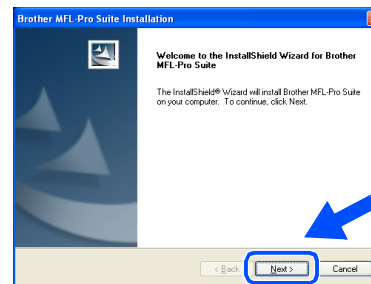 Brother MFL-Pro Suite Installation
Welcome to the InstallShield Wizard for Brother
MFL-Pro Suite
The InstallShield® Wizard will install Brother MFL-Pro Suite
on your computer. To continue, click Next.
< Back
Next >
Cancel